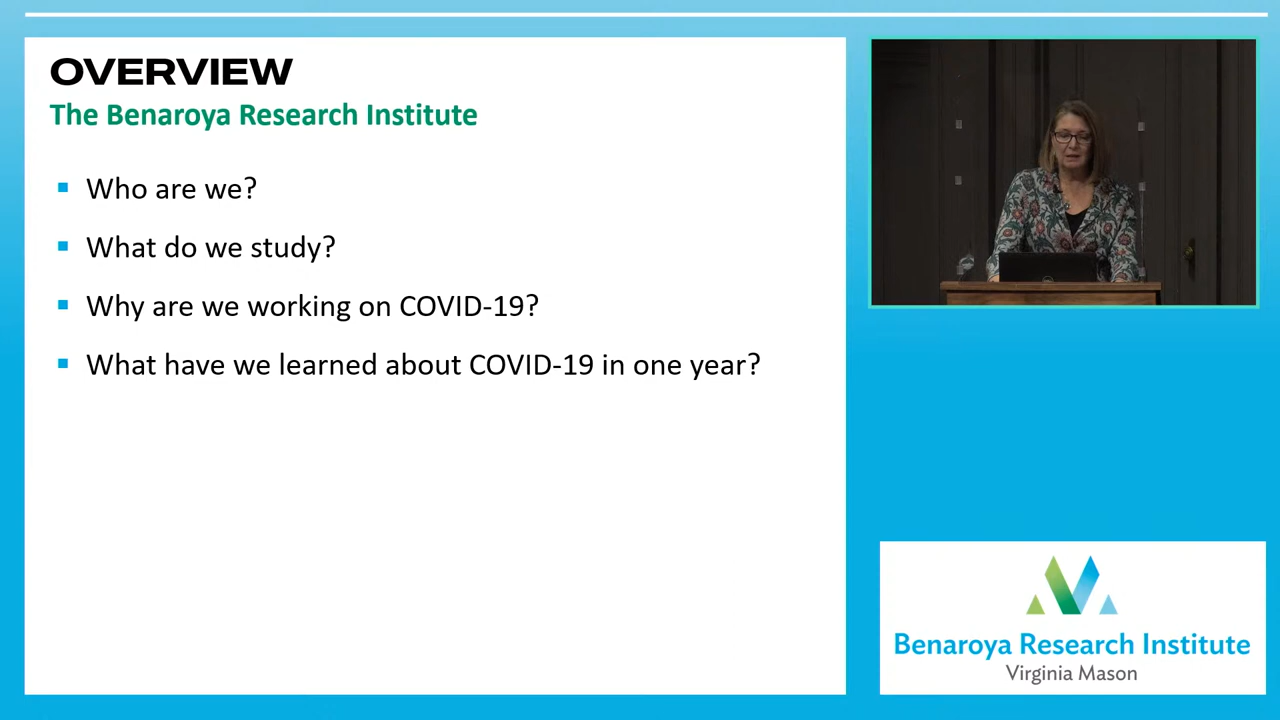 OVERVIEW
The Benaroya Research Institute
Who are we?
What do we study?
Why are we working on COVID-19?
What have we learned about COVID-19 in one year?
Benaroya Research Institute
Virginia Mason